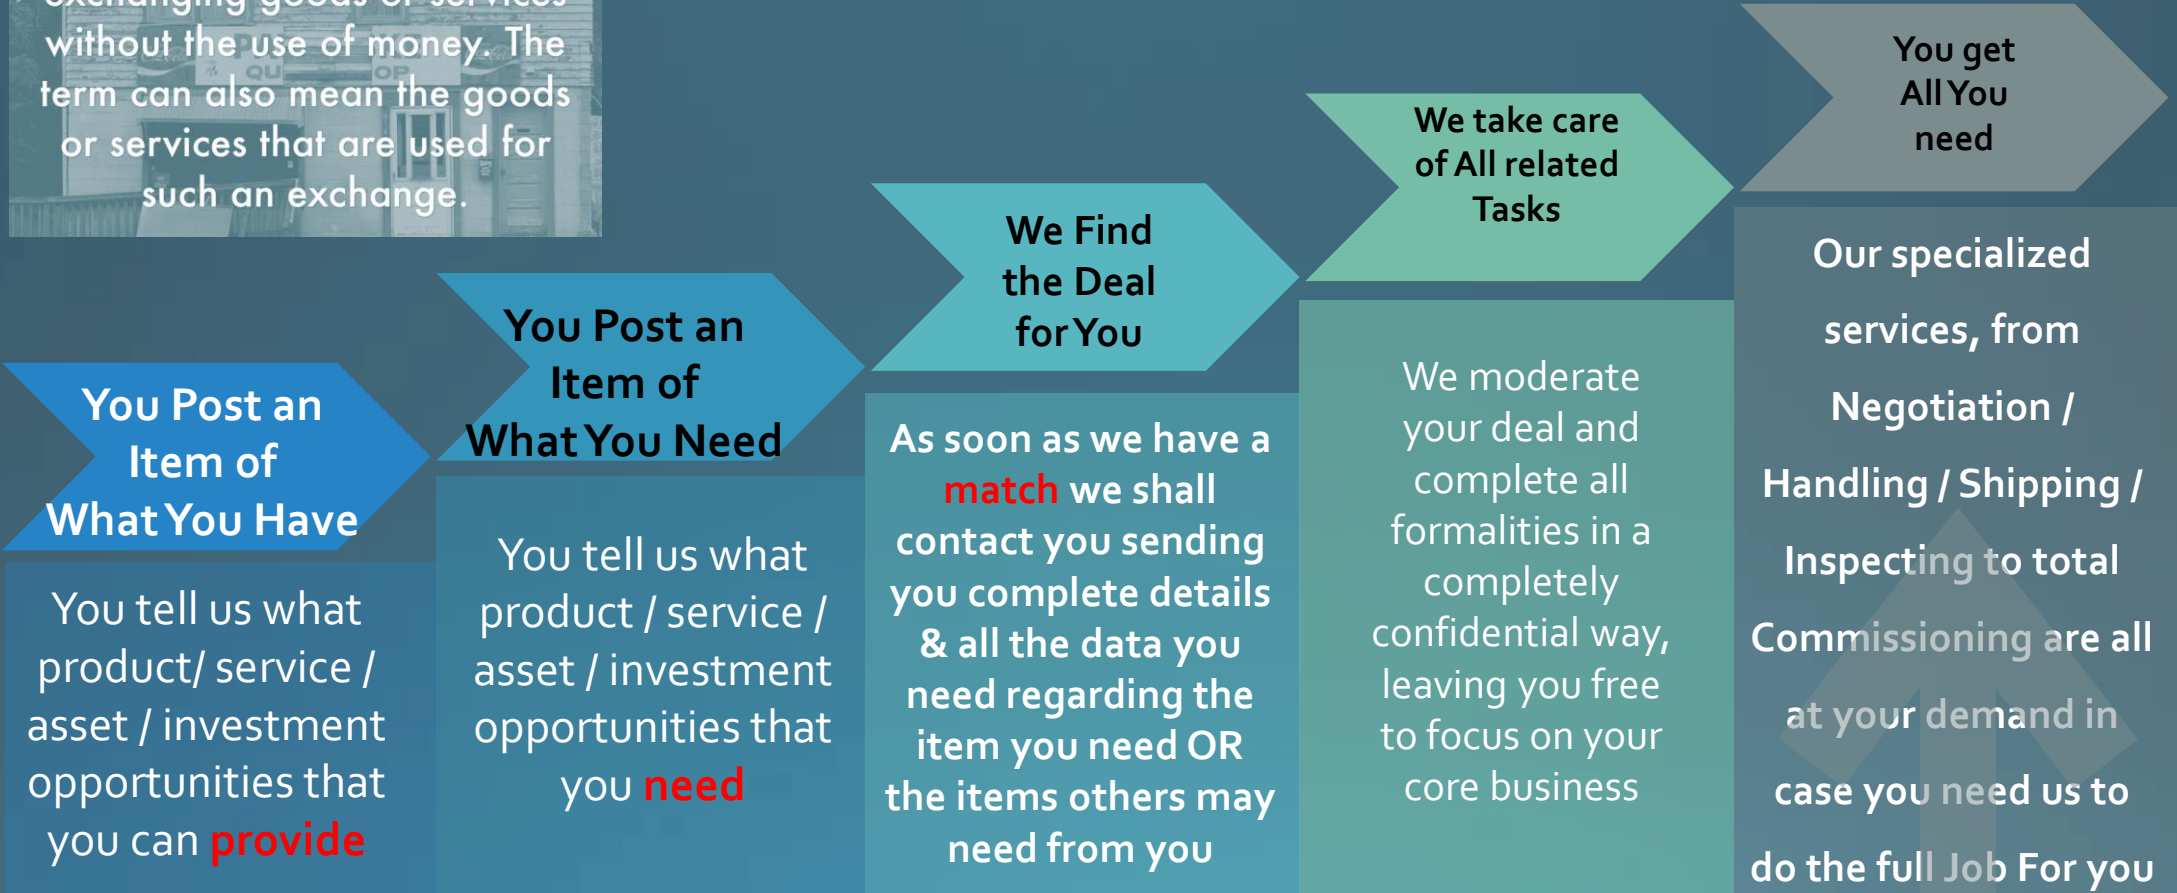 exchanging goods or services
without the use of money. The
term can also mean the goods
or services that are used for
such an exchange.
You Post an
Item of
What You Have
You tell us what
product/ service /
asset / investment
opportunities that
you can provide
You Post an
Item of
What You Need
You tell us what
product / service /
asset / investment
opportunities that
you need
We Find
the Deal
for You
As soon as we have a
match we shall
contact you sending
you complete details
& all the data you
need regarding the
item you need OR
the items others may
need from you
We take care
of All related
Tasks
We moderate
your deal and
complete all
formalities in a
completely
confidential way,
leaving you free
to focus on your
core business
You get
All You
need
Our specialized
services, from
Negotiation /
Handling / Shipping /
Inspecting to total
Commissioning are all
at your demand in
case you need us to
do the full Job For you